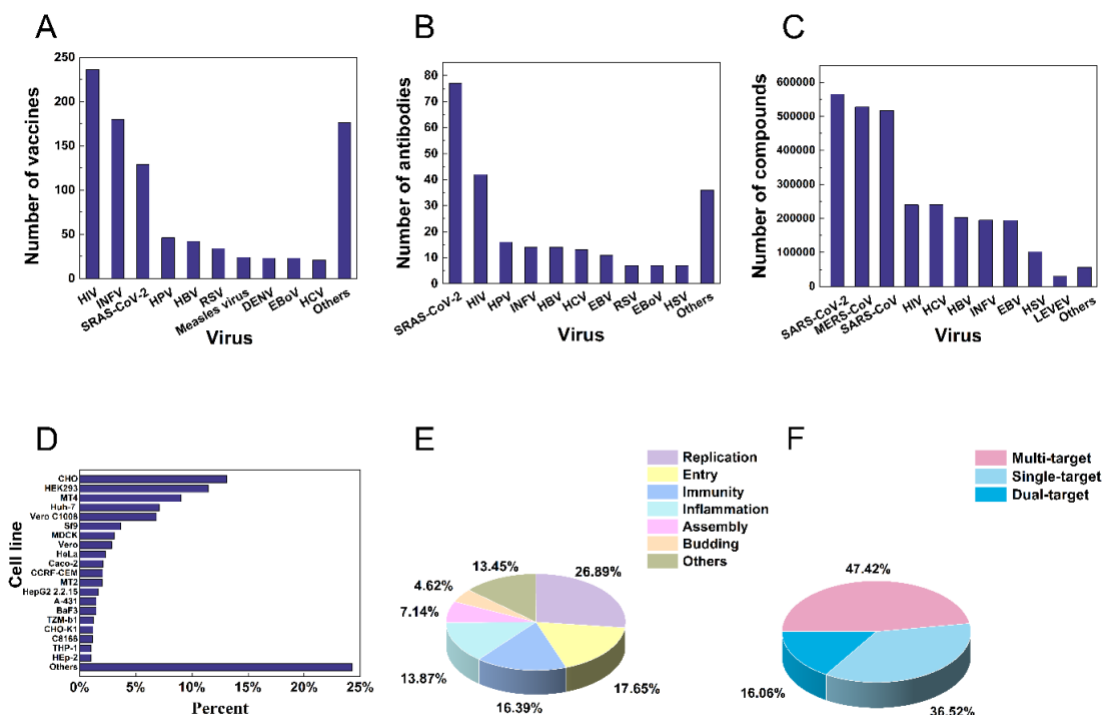 A
Number of vaccines
250
200
150
100
50
0
HIV
INFV
SRAS-CoV-2
HPV
HBV
RSV
Measles virus
DENV
EBoV
HCV
Others
Virus
B
Number of antibodies
80
70
60
50
40
30
20
10
0
SRAS-CoV-2
HIV
HPV
INFV
HBV
HCV
EBV
RSV
EBoV
HSV
Others
Virus
C
Number of compounds
600000
500000
400000
300000
200000
100000
0
SARS-CoV-2
MERS-CoV
SARS-CoV
HIV
HCV
HBV
INFV
EBV
HSV
LEVEV
Others
Virus
D
Cell line
CHO
HEK293
MT4
Huh-7
Vero C1008
Sf9
MDCK
Vero
HeLa
Caco-2
CCRF-CEM
MT2
HepG2 2.2.15
A-431
BaF3
TZM-b1
CHO-K1
C8166
THP-1
HEp-2
Others
0%
5%
10%
15%
20%
25%
Percent
E
Replication
Entry
Immunity
Inflammation
Assembly
Budding
Others
13.45%
26.89%
4.62%
7.14%
13.87%
17.65%
16.39%
F
Multi-target
Single-target
Dual-target
47.42%
16.06%
36.52%